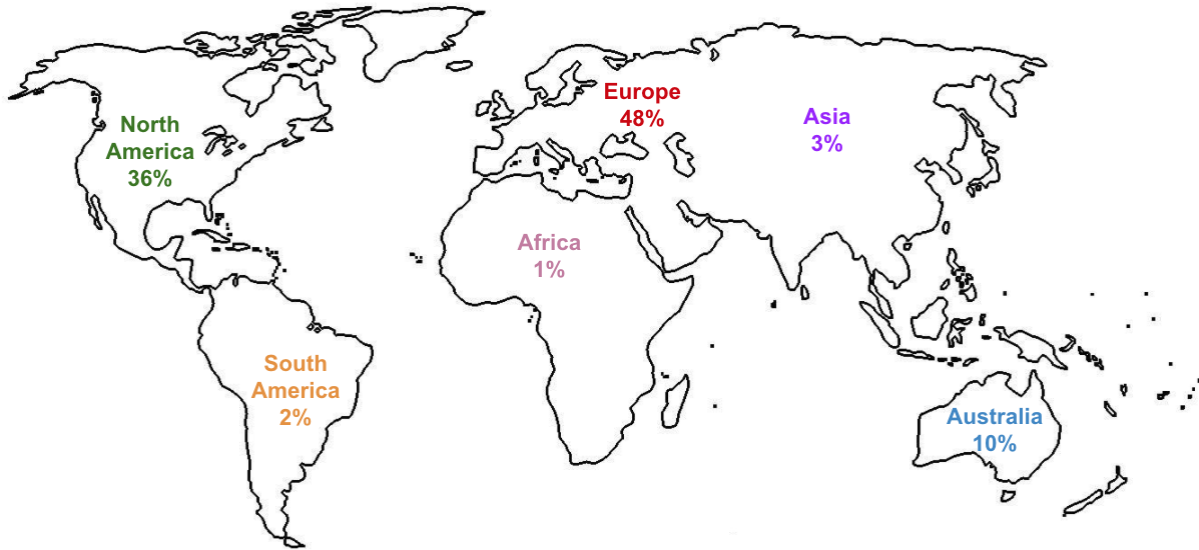 North
America
36%
Europe
48%
Asia
3%
Africa
1%
South
America
2%
Australia
10%